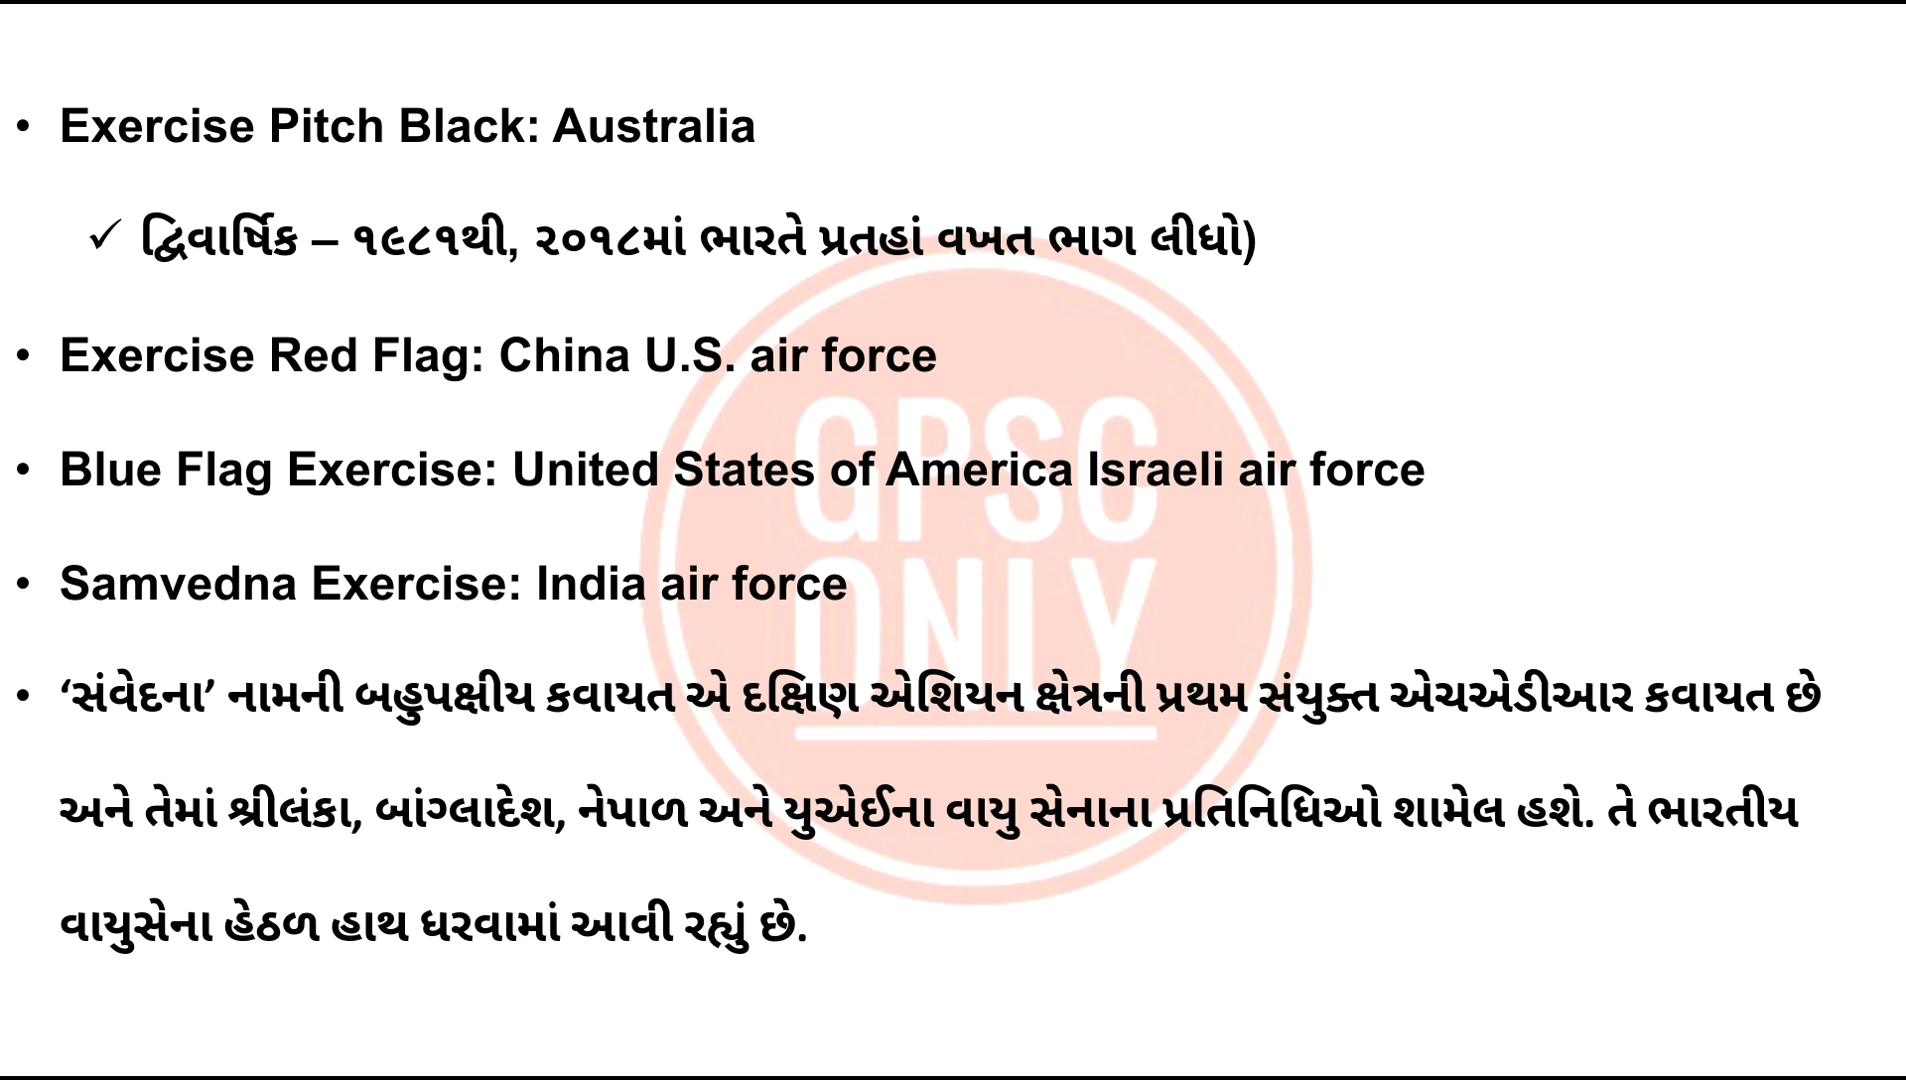 • Exercise Pitch Black: Australia
✓ દ્વિવાર્ષિક – ૧૯૮૧થી, ૨૦૧૮માં ભારતે પ્રતહાં વખત ભાગ લીધો)
• Exercise Red Flag: China U.S. air force
• Blue Flag Exercise: United States of America Israeli air force
• Samvedna Exercise: India air force
• ‘સંવેદના’ નામની બહુપક્ષીય કવાયત એ દક્ષિણ એશિયન ક્ષેત્રની પ્રથમ સંયુક્ત એચએડીઆર કવાયત છે
અને તેમાં શ્રીલંકા, બાંગ્લાદેશ, નેપાળ અને યુએઈના વાયુ સેનાના પ્રતિનિધિઓ શામેલ હશે. તે ભારતીય
વાયુસેના હેઠળ હાથ ધરવામાં આવી રહ્યું છે.
GPSC
ONLY